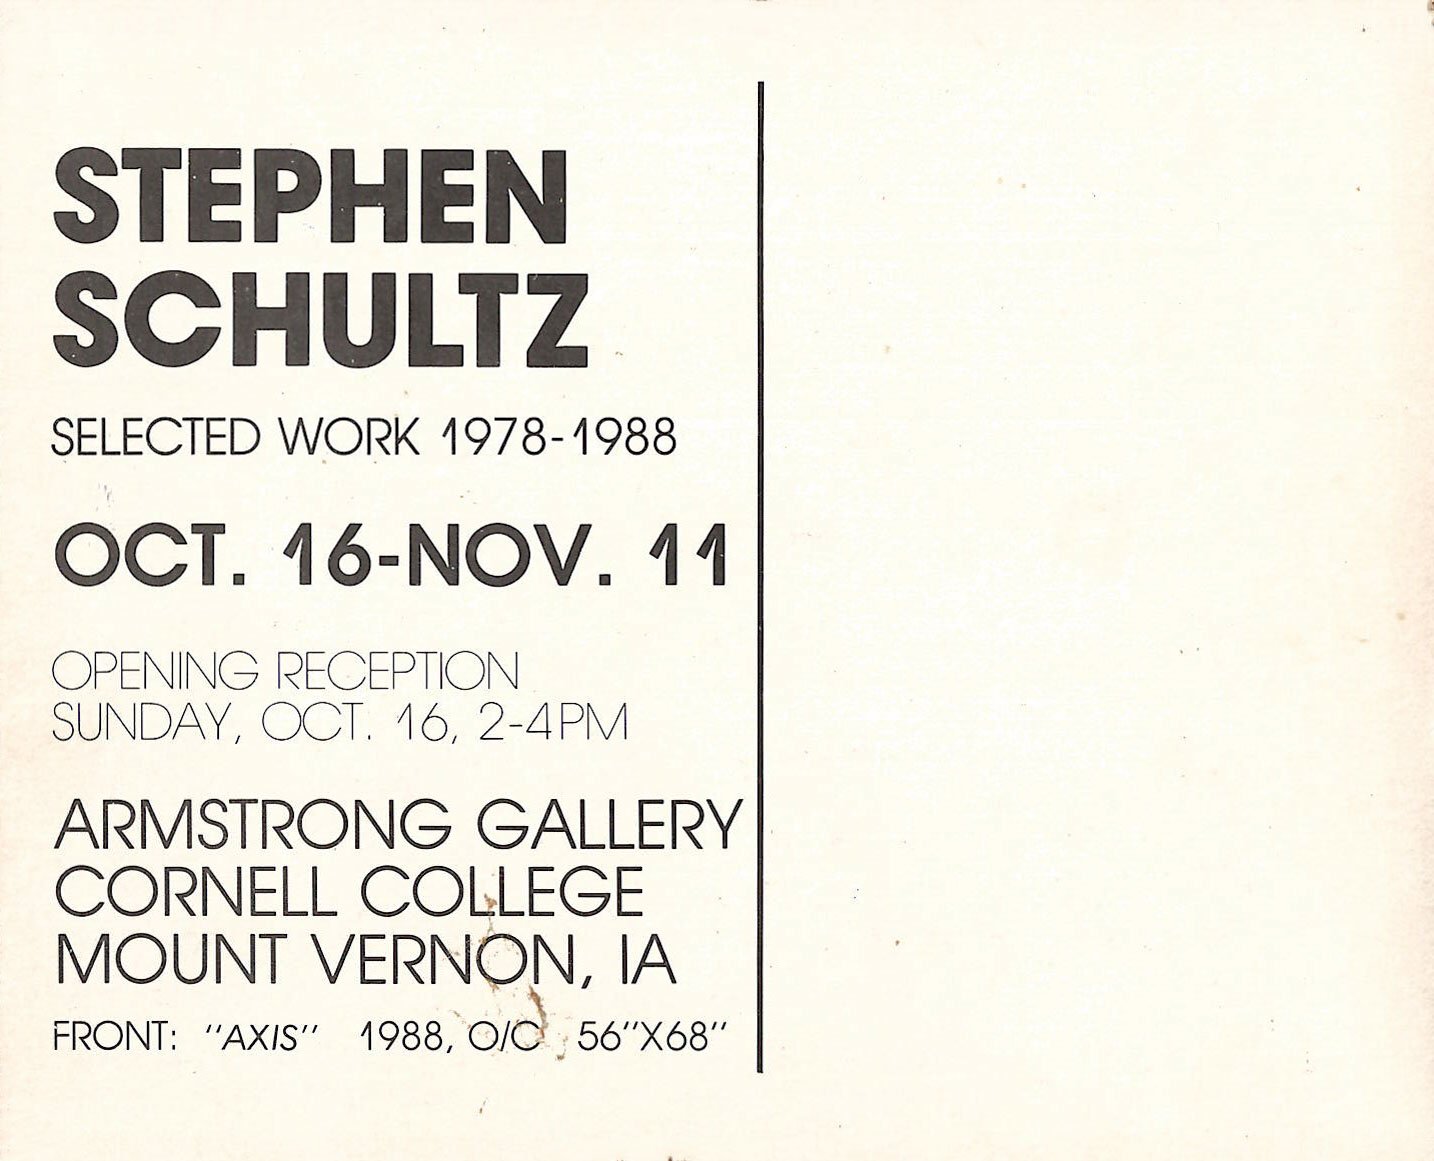 STEPHEN
SCHULTZ
SELECTED WORK 1978-1988
OCT. 16-NOV. 11
OPENING RECEPTION
SUNDAY, OCT. 16, 2-4PM
ARMSTRONG GALLERY
CORNELL COLLEGE
MOUNT VERNON, IA
FRONT: "AXIS" 1988, O/C 56"X68"